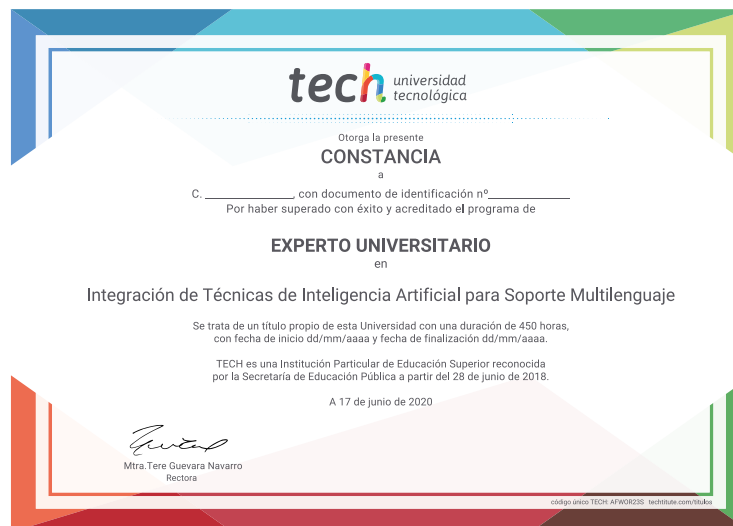 tech universidad
tecnológica
Otorga la presente
CONSTANCIA
a
C. ______________, con documento de identificación nº______________
Por haber superado con éxito y acreditado el programa de
EXPERTO UNIVERSITARIO
en
Integración de Técnicas de Inteligencia Artificial para Soporte Multilenguaje
Se trata de un título propio de esta Universidad con una duración de 450 horas,
con fecha de inicio dd/mm/aaaa y fecha de finalización dd/mm/aaaa.
TECH es una Institución Particular de Educación Superior reconocida
por la Secretaría de Educación Pública a partir del 28 de junio de 2018.
A 17 de junio de 2020
Mtra.Tere Guevara Navarro
Rectora
código único TECH: AFWOR23S techtitute.com/titulos